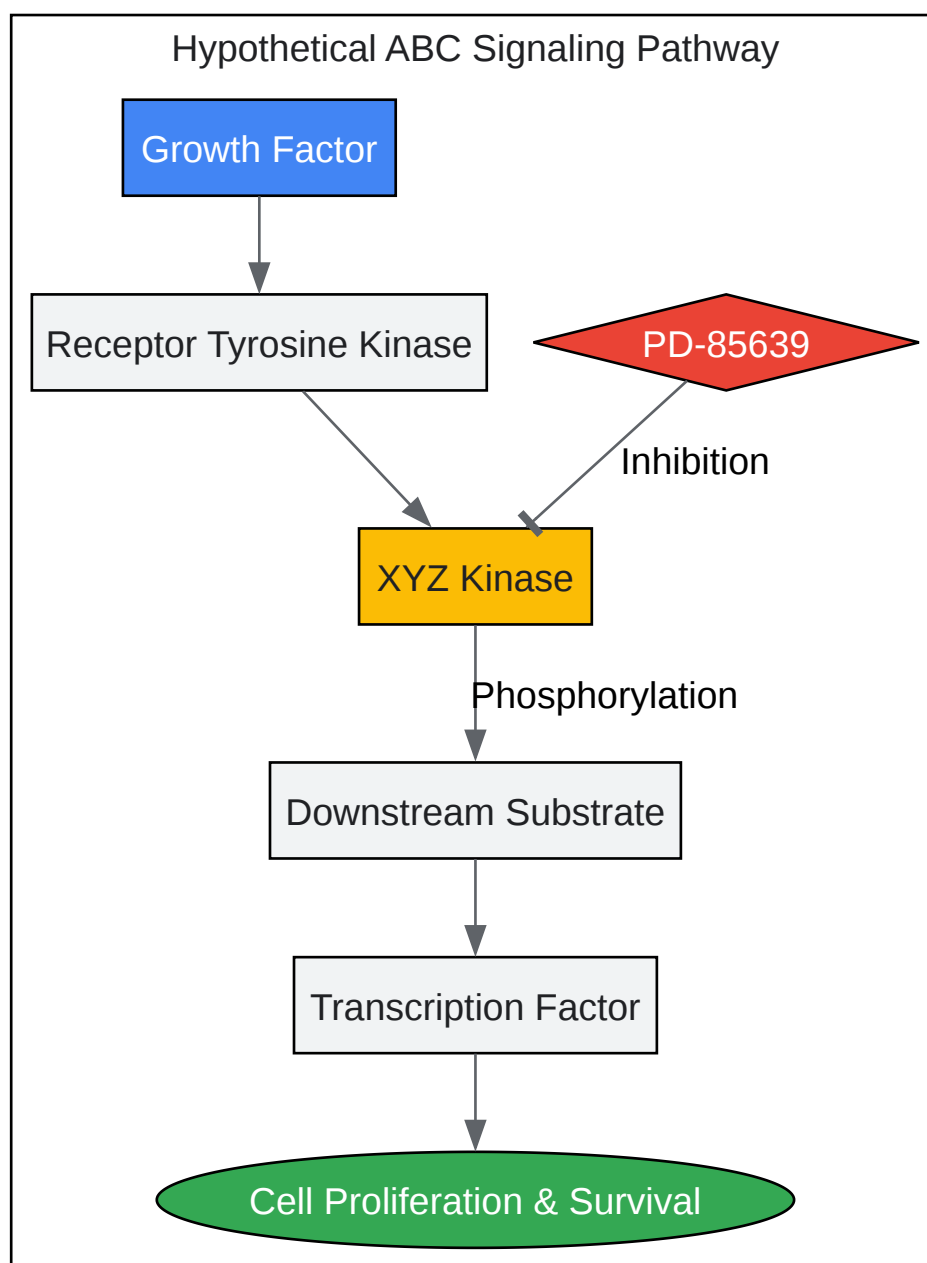 Hypothetical ABC Signaling Pathway
Growth Factor
Receptor Tyrosine Kinase
PD-85639
Inhibition
XYZ Kinase
Phosphorylation
Downstream Substrate
Transcription Factor
Cell Proliferation & Survival